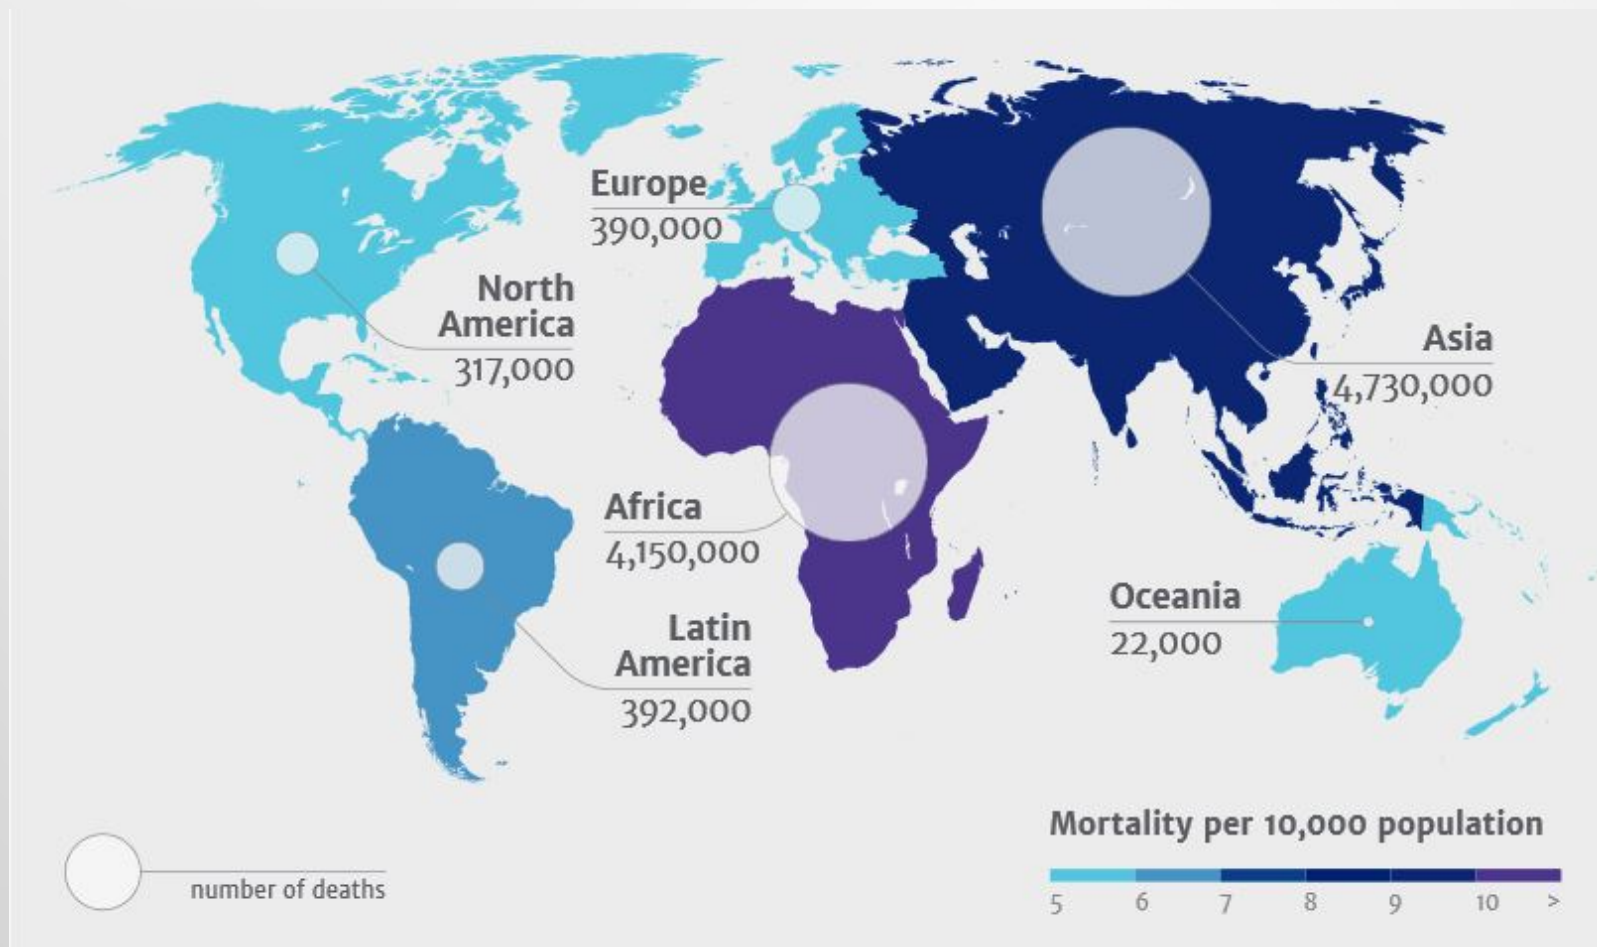 Europe
390,000
North
America
317,000
Asia
4,730,000
Africa
4,150,000
Oceania
22,000
Latin
America
392,000
Mortality per 10,000 population
5 6 7 8 9 10 >
number of deaths